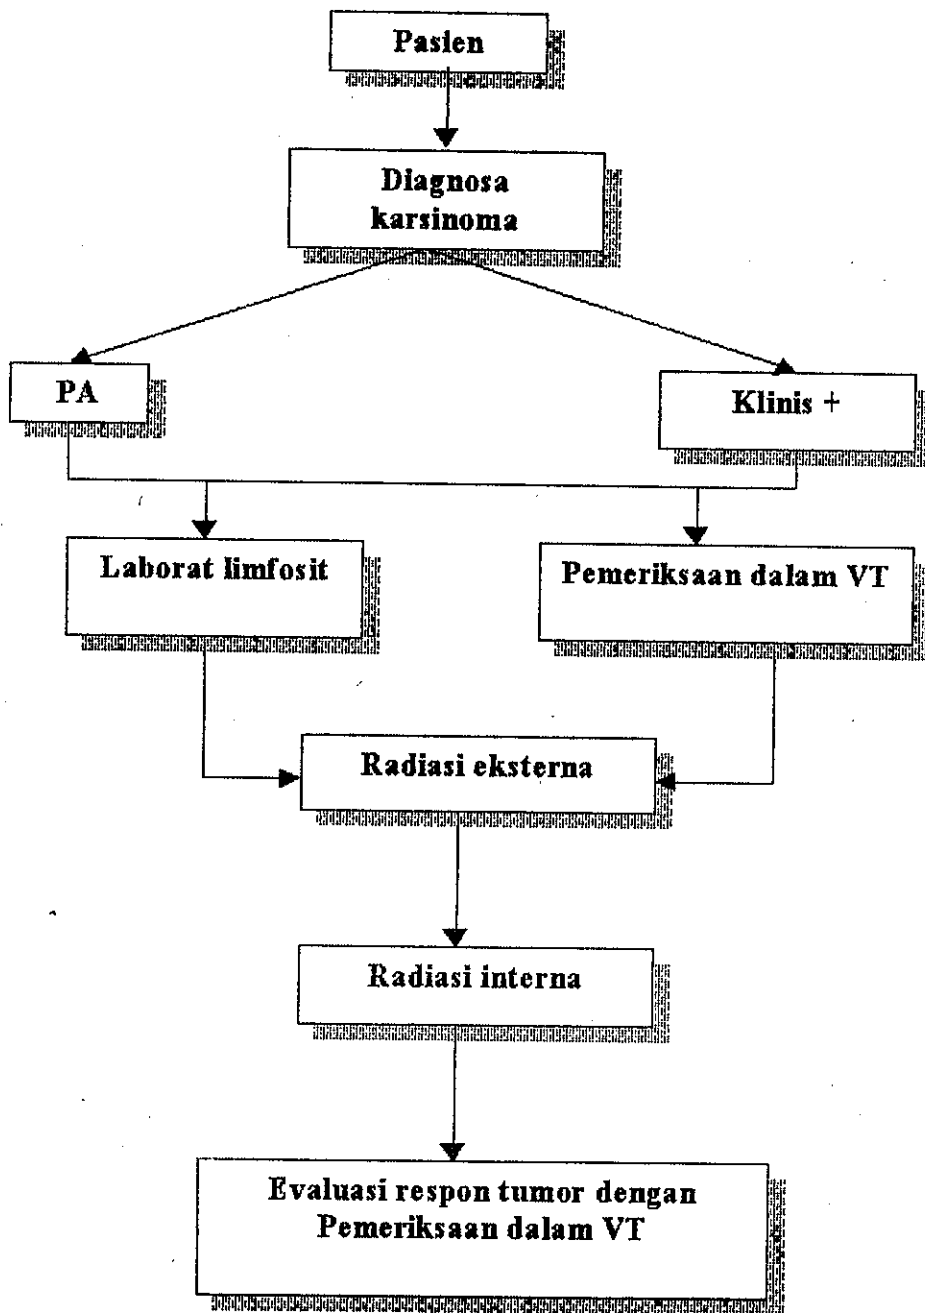 Pasien
Diagnosa
karsinoma
PA
Klinis +
Laborat limfosit
Pemeriksaan dalam VT
Radiasi eksterna
Radiasi interna
Evaluasi respon tumor dengan
Pemeriksaan dalam VT